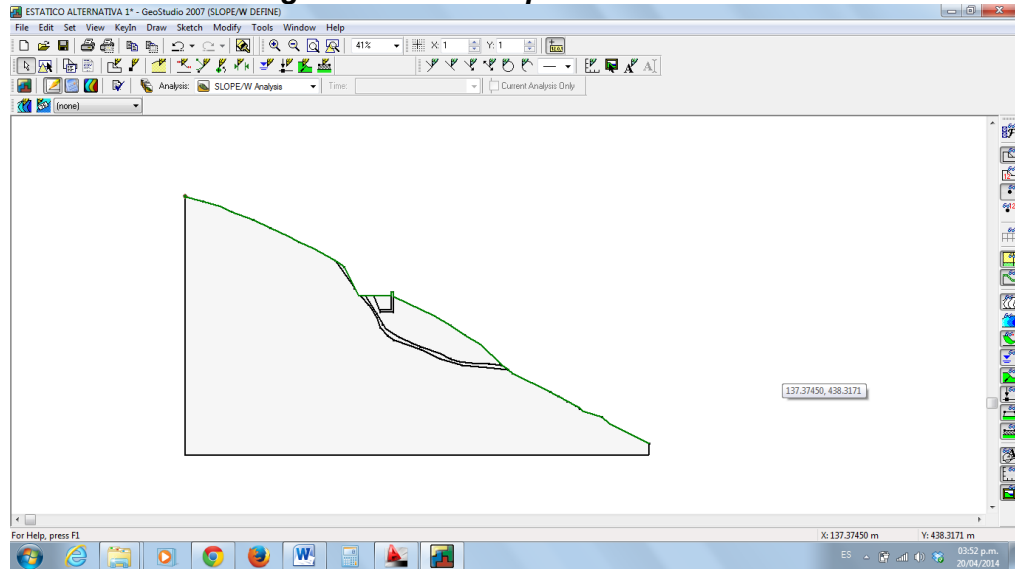 ESTATICO ALTERNATIVA 1* - GeoStudio 2007 (SLOPE/W DEFINE)
File Edit Set View KeyIn Draw Sketch Modify Tools Window Help
41% X: 1 Y: 1
Analysis: SLOPE/W Analysis Time: Current Analysis Only
(none)
137.37450, 438.3171
For Help, press F1 X: 137.37450 m Y: 438.3171 m
ES 03:52 p.m.
20/04/2014